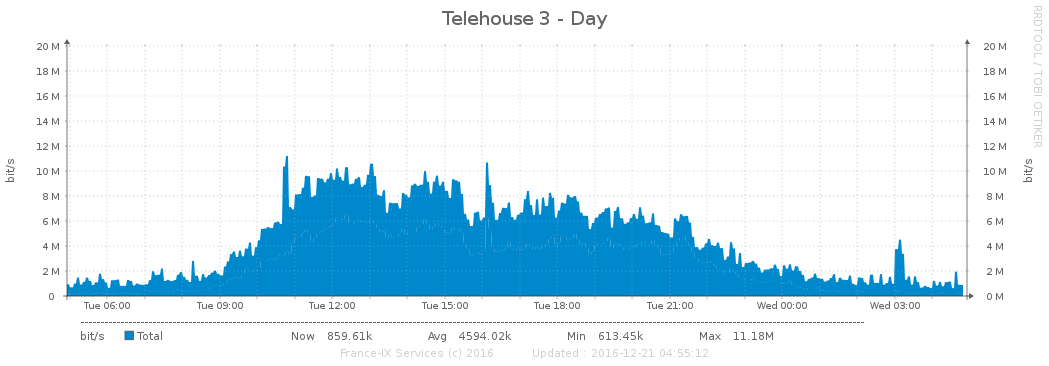 Telehouse 3 - Day
RRDTOOL / TOBI OETIKER
bit/s
bit/s
20 M 20 M
18 M 18 M
16 M 16 M
14 M 14 M
12 M 12 M
10 M 10 M
8 M 8 M
6 M 6 M
4 M 4 M
2 M 2 M
0 0 M
Tue 06:00 Tue 09:00 Tue 12:00 Tue 15:00 Tue 18:00 Tue 21:00 Wed 00:00 Wed 03:00
bit/s Total Now 859.61k Avg 4594.02k Min 613.45k Max 11.18M
France-IX Services (c) 2016 Updated : 2016-12-21 04:55:12